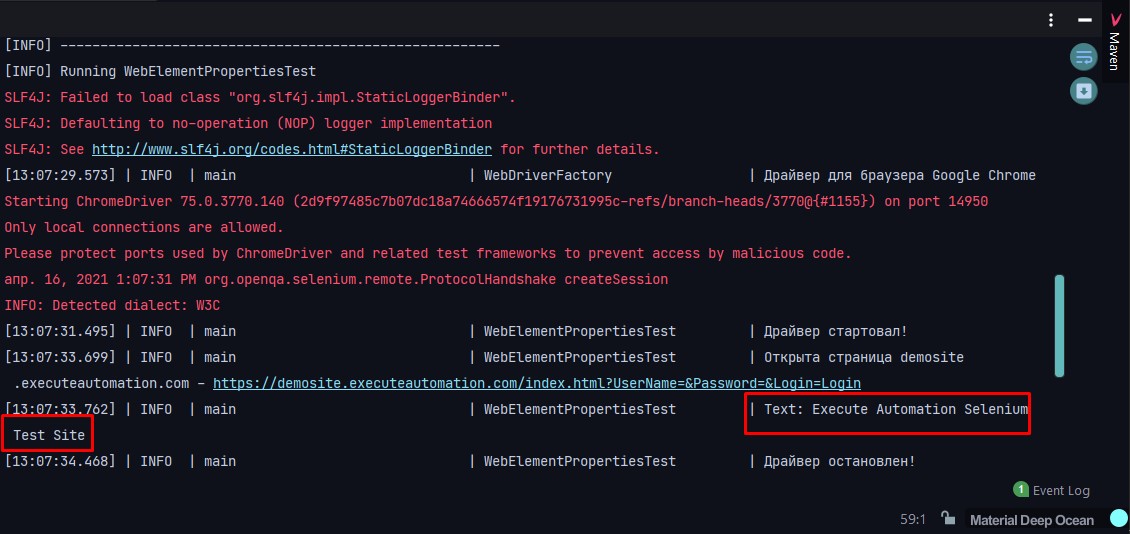 [INFO] -------------------------------------------------------
[INFO] Running WebElementPropertiesTest
SLF4J: Failed to load class "org.slf4j.impl.StaticLoggerBinder".
SLF4J: Defaulting to no-operation (NOP) logger implementation
SLF4J: See http://www.slf4j.org/codes.html#StaticLoggerBinder for further details.
[13:07:29.573] | INFO  | main | WebDriverFactory | Драйвер для браузера Google Chrome
Starting ChromeDriver 75.0.3770.140 (2d9f97485c7b07dc18a74666574f19176731995c-refs/branch-heads/3770@{#1155}) on port 14950
Only local connections are allowed.
Please protect ports used by ChromeDriver and related test frameworks to prevent access by malicious code.
апр. 16, 2021 1:07:31 PM org.openqa.selenium.remote.ProtocolHandshake createSession
INFO: Detected dialect: W3C
[13:07:31.495] | INFO  | main | WebElementPropertiesTest | Драйвер стартовал!
[13:07:33.699] | INFO  | main | WebElementPropertiesTest | Открыта страница demosite
.executeautomation.com – https://demosite.executeautomation.com/index.html?UserName=&Password=&Login=Login
[13:07:33.762] | INFO  | main | WebElementPropertiesTest | Text: Execute Automation Selenium
Test Site
[13:07:34.468] | INFO  | main | WebElementPropertiesTest | Драйвер остановлен!
Maven
1 Event Log
59:1 Material Deep Ocean